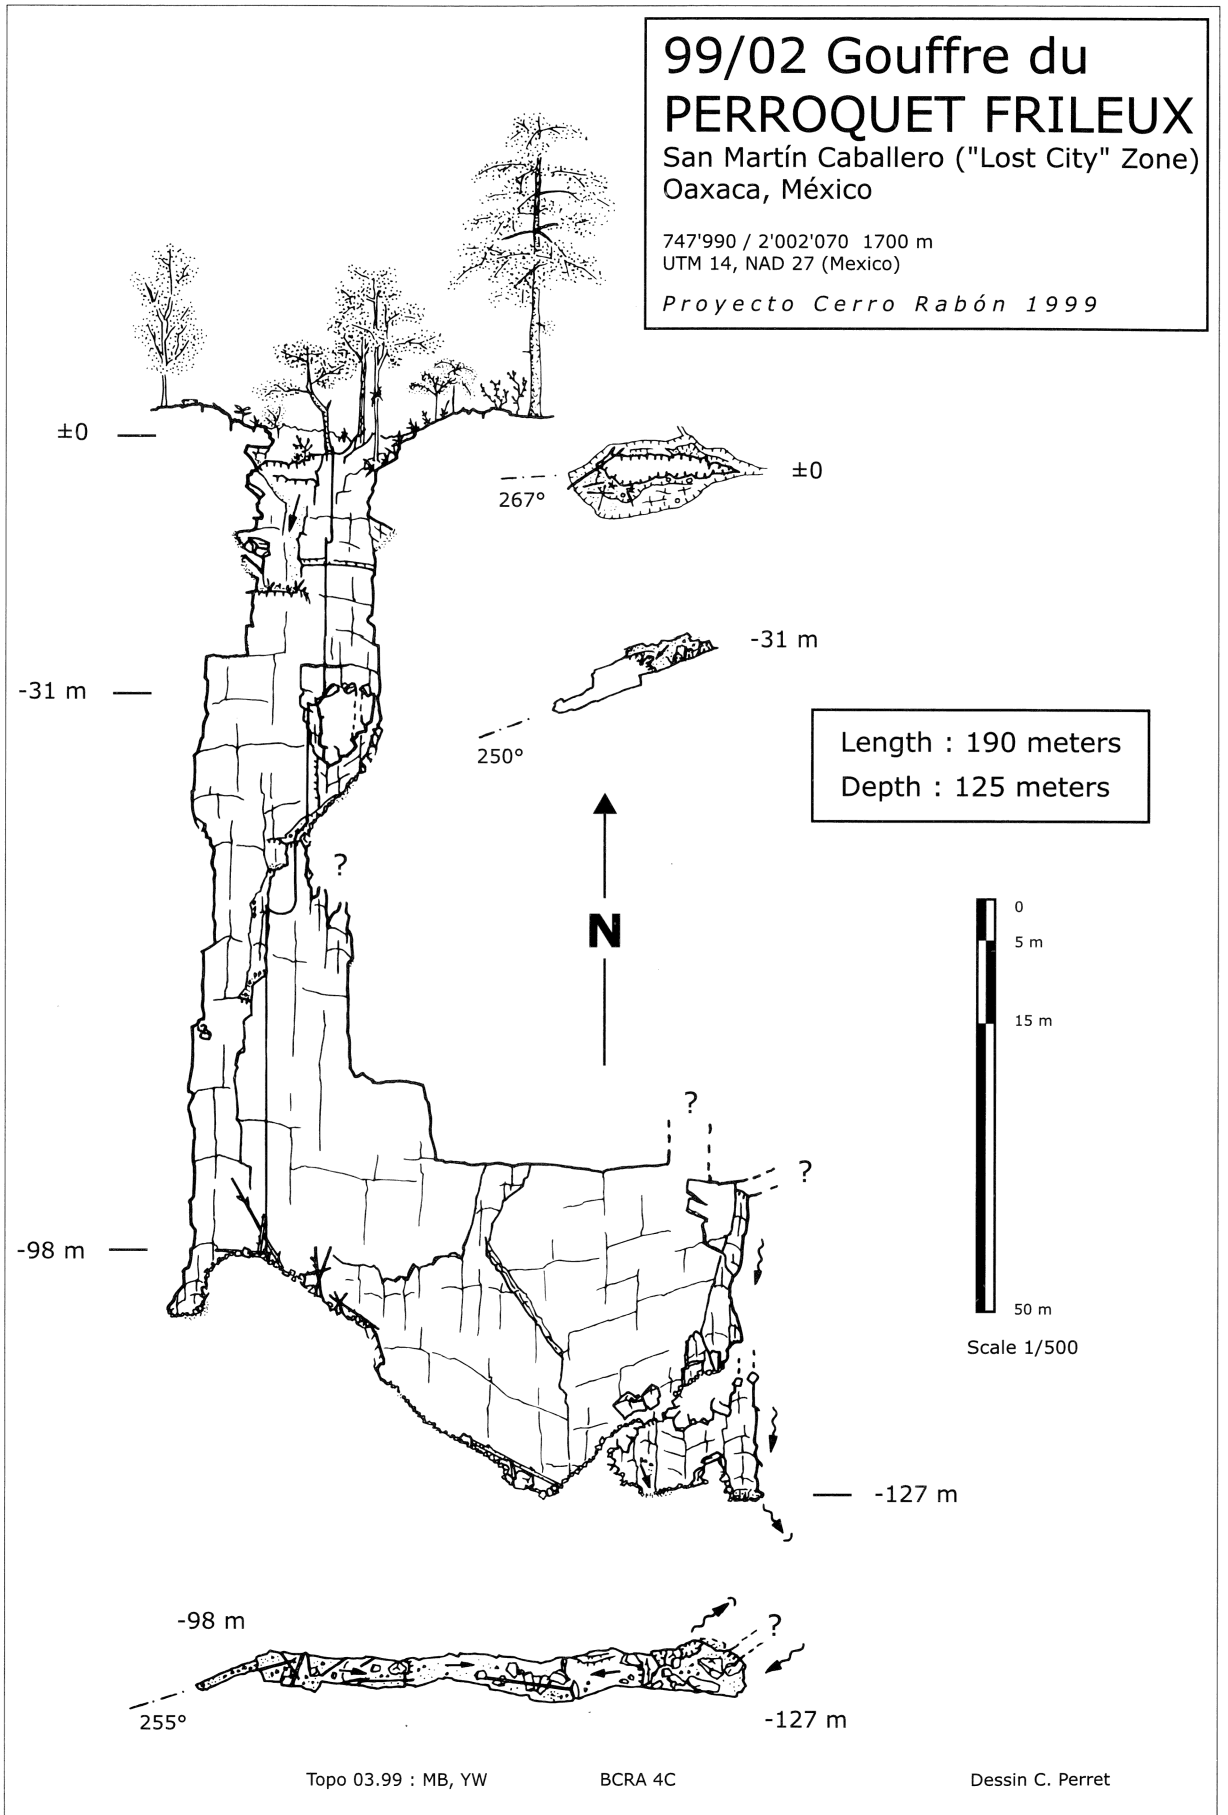 99/02 Gouffre du
PERROQUET FRILEUX
San Martín Caballero ("Lost City" Zone)
Oaxaca, México
747'990 / 2'002'070 1700 m
UTM 14, NAD 27 (Mexico)
Proyecto Cerro Rabón 1999
±0
±0
267°
-31 m
-31 m
250°
Length : 190 meters
Depth : 125 meters
?
N
0
5 m
15 m
50 m
Scale 1/500
?
?
-98 m
-127 m
-98 m
?
255°
-127 m
Topo 03.99 : MB, YW
BCRA 4C
Dessin C. Perret